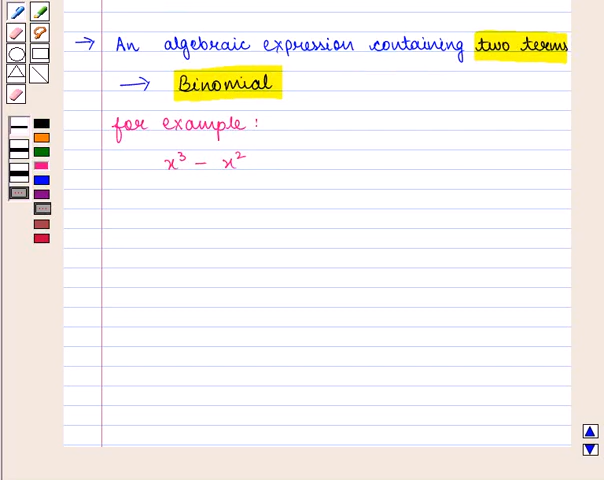 → An algebraic expression containing two terms
→ Binomial
for example :
x³ − x²